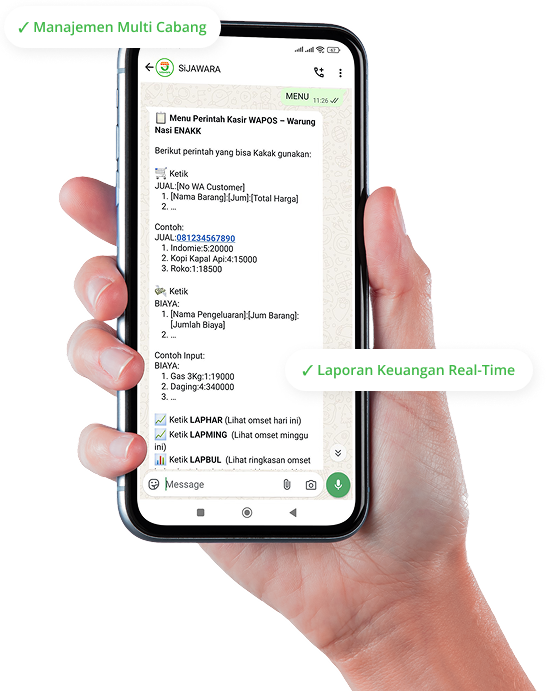 ✓ Manajemen Multi Cabang
67
SiJAWARA
MENU 11:26
Menu Perintah Kasir WAPOS – Warung
Nasi ENAKK
Berikut perintah yang bisa Kakak gunakan:
Ketik
JUAL:[No WA Customer]
1. [Nama Barang]:[Jum]:[Total Harga]
2. ...
Contoh:
JUAL:081234567890
1. Indomie:5:20000
2. Kopi Kapal Api:4:15000
3. Roko:1:18500
Ketik
BIAYA:
1. [Nama Pengeluaran]:[Jum Barang]:
[Jumlah Biaya]
2. ...
Contoh Input:
BIAYA:
1. Gas 3Kg:1:19000
2. Daging:4:340000
3. ...
✓ Laporan Keuangan Real-Time
Ketik LAPHAR (Lihat omset hari ini)
Ketik LAPMING (Lihat omset minggu
ini)
Ketik LAPBUL (Lihat ringkasan omset
Message